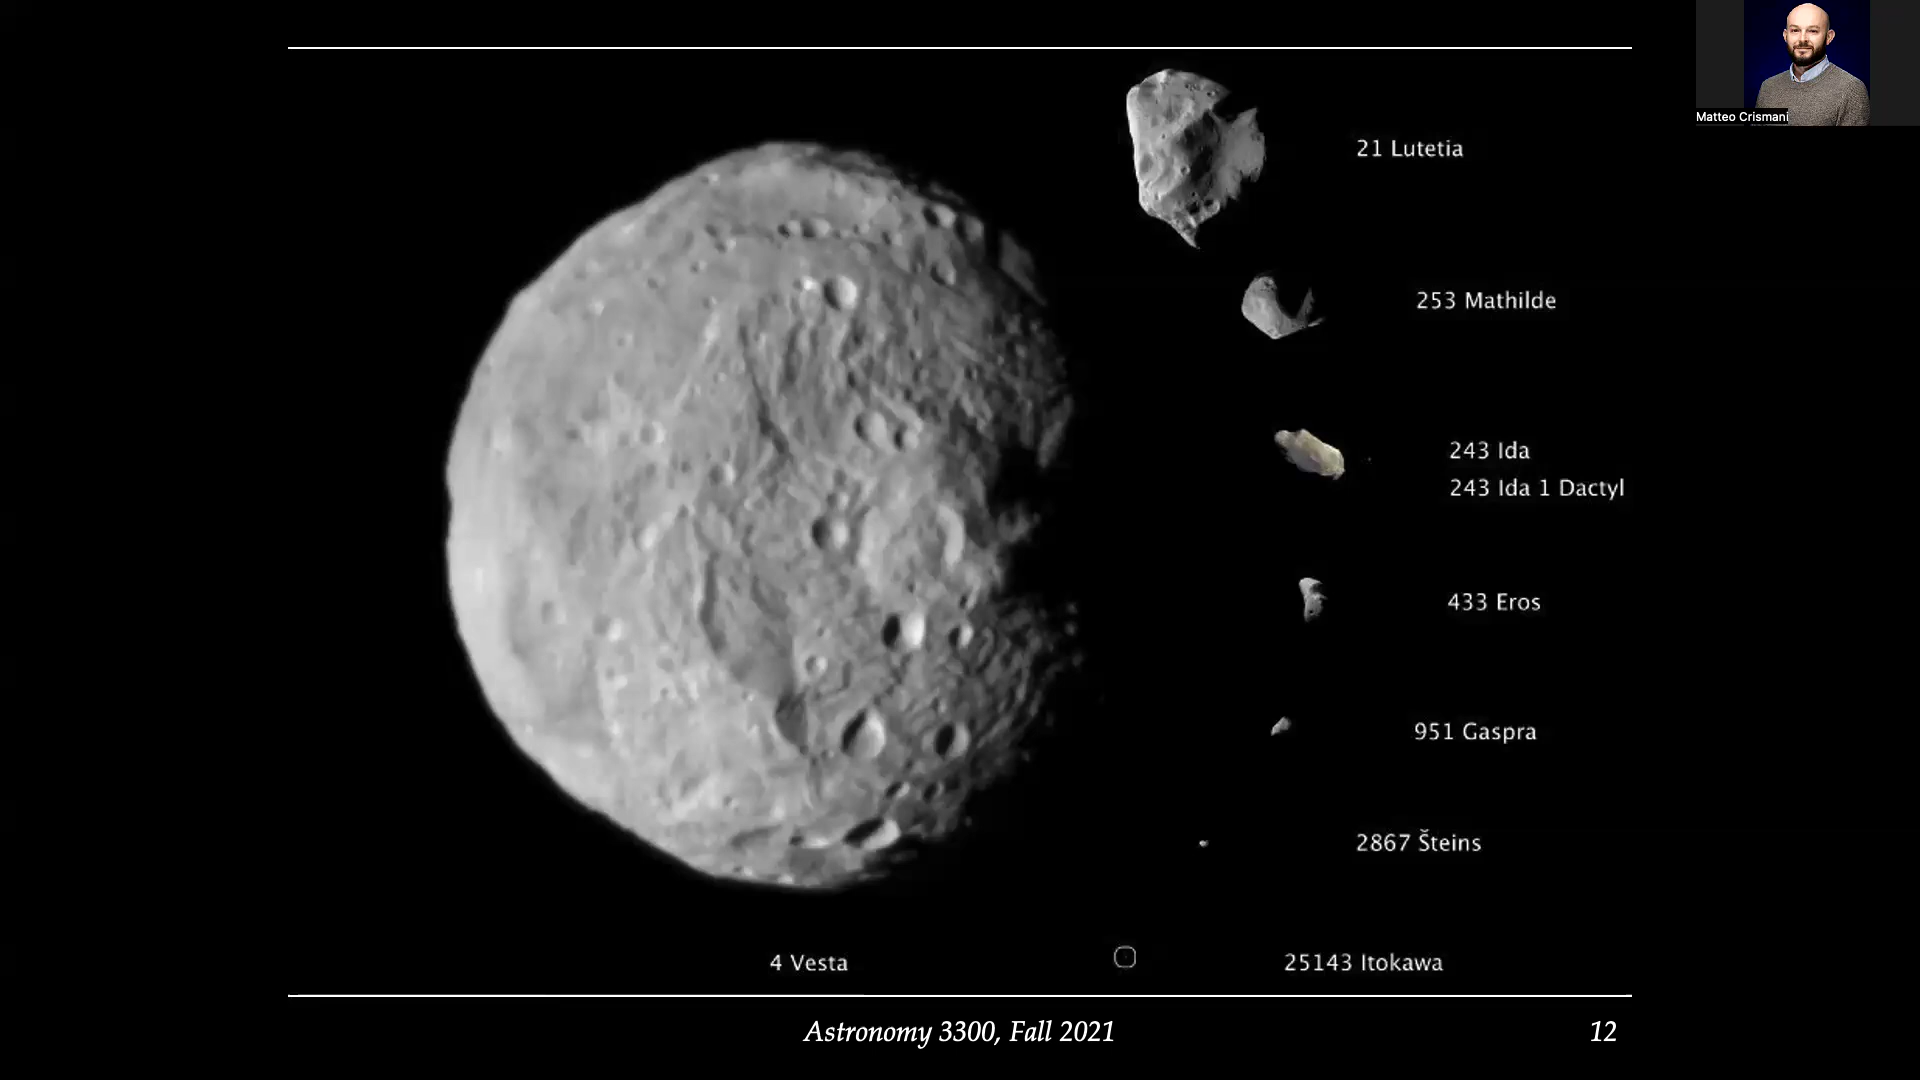 Matteo Crismani
21 Lutetia
253 Mathilde
243 Ida
243 Ida 1 Dactyl
433 Eros
951 Gaspra
2867 Šteins
4 Vesta
25143 Itokawa
Astronomy 3300, Fall 2021
12